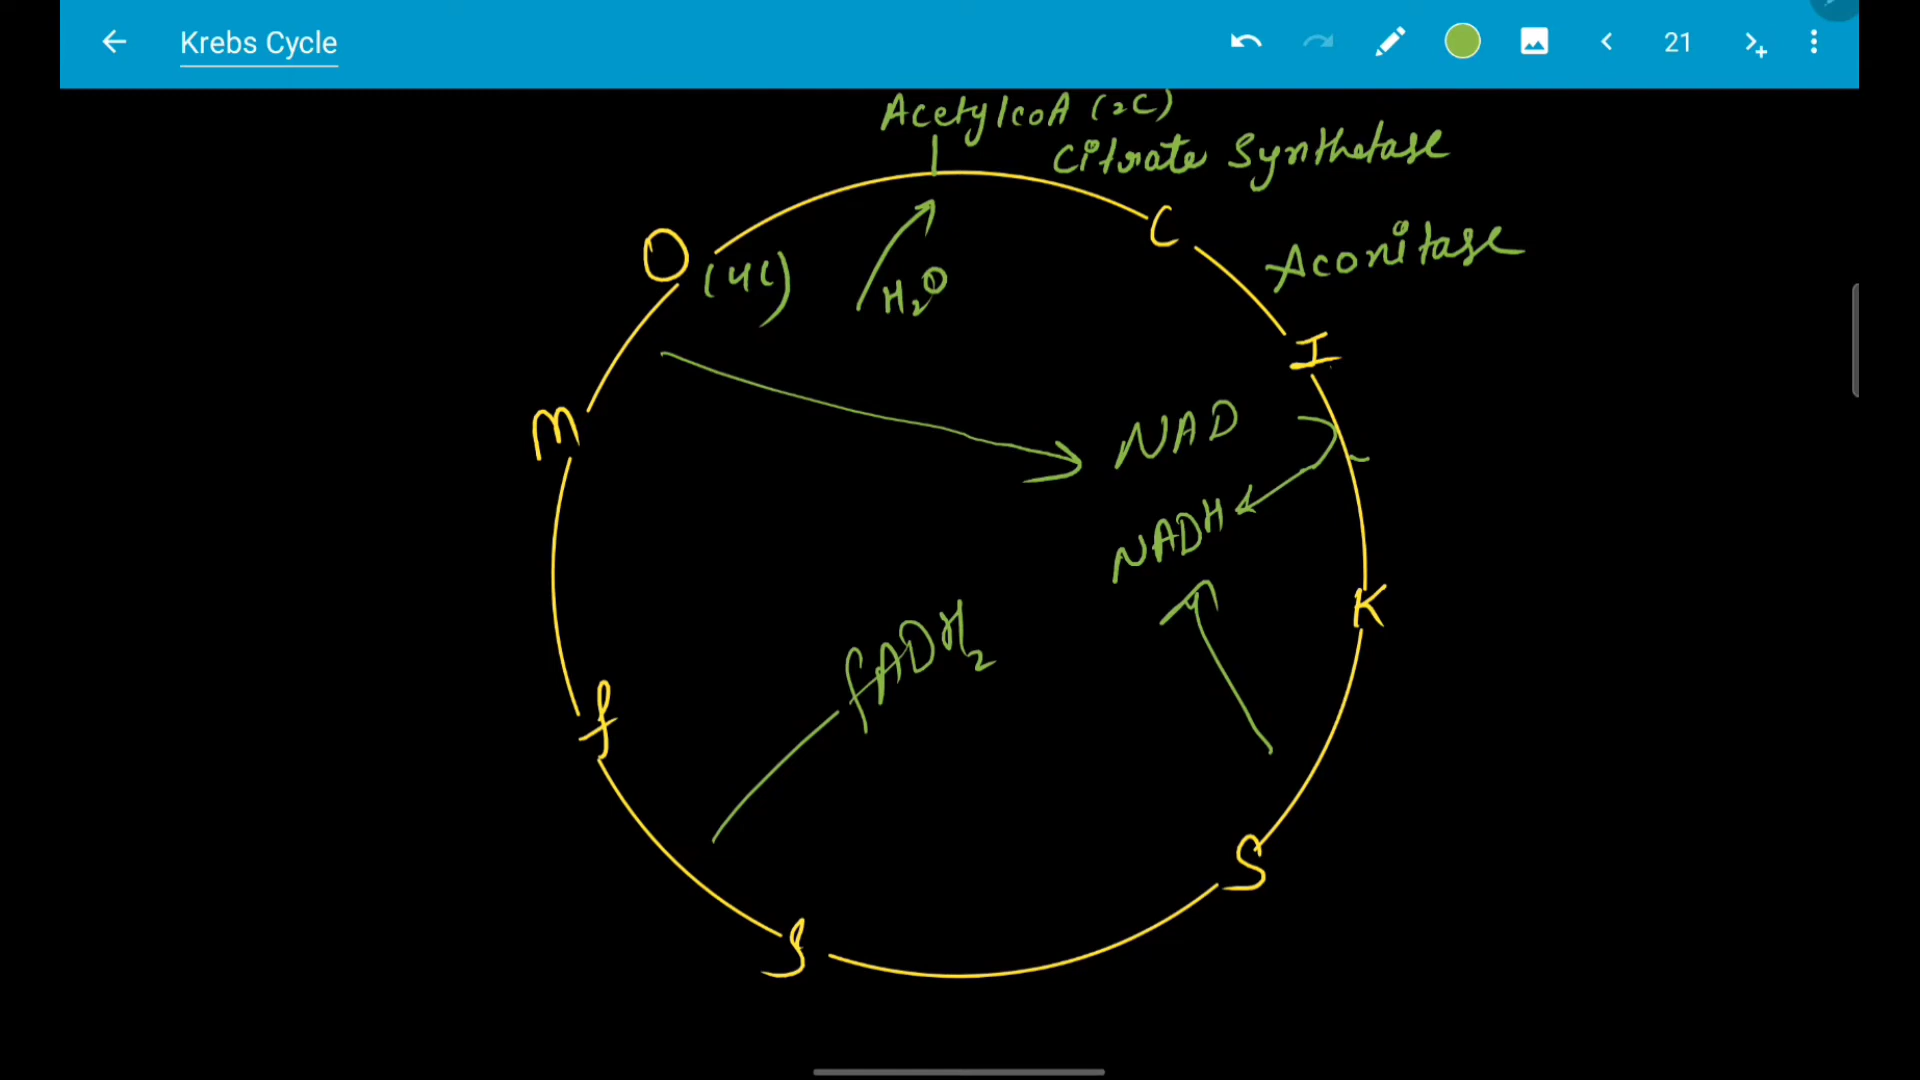 Krebs Cycle
21
AcetylcoA (2C)
Citrate Synthetase
C
Aconitase
O
(4C)
H2O
I
M
NAD
NADH
K
fADH2
f
S
S